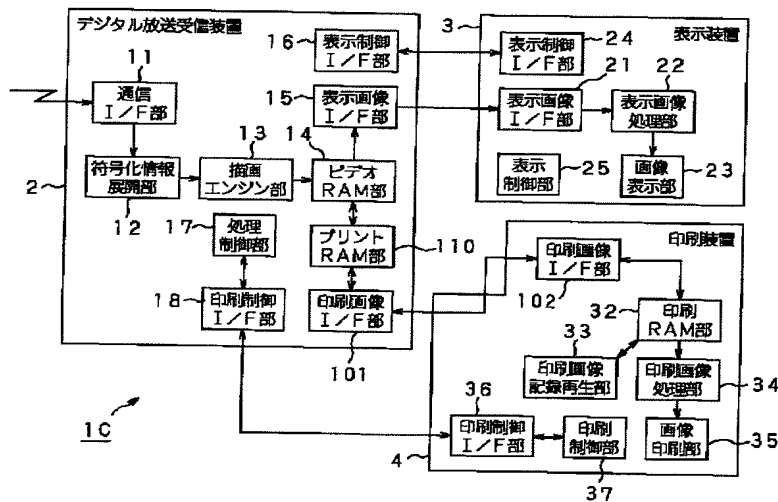 デジタル放送受信装置
11
通信
I/F部
符号化情報
展開部
12
13
描画
エンジン部
14
ビデオ
RAM部
15
表示画像
I/F部
16
表示制御
I/F部
2
17
処理
制御部
18
印刷制御
I/F部
プリント
RAM部
110
印刷画像
I/F部
101
10
3
表示装置
表示制御
I/F部
24
21
表示画像
I/F部
22
表示画像
処理部
表示
制御部
25
画像
表示部
23
印刷装置
印刷画像
I/F部
102
32
印刷
RAM部
33
印刷画像
記録再生部
印刷画像
処理部
34
36
印刷制御
I/F部
4
印刷
制御部
37
画像
印刷部
35